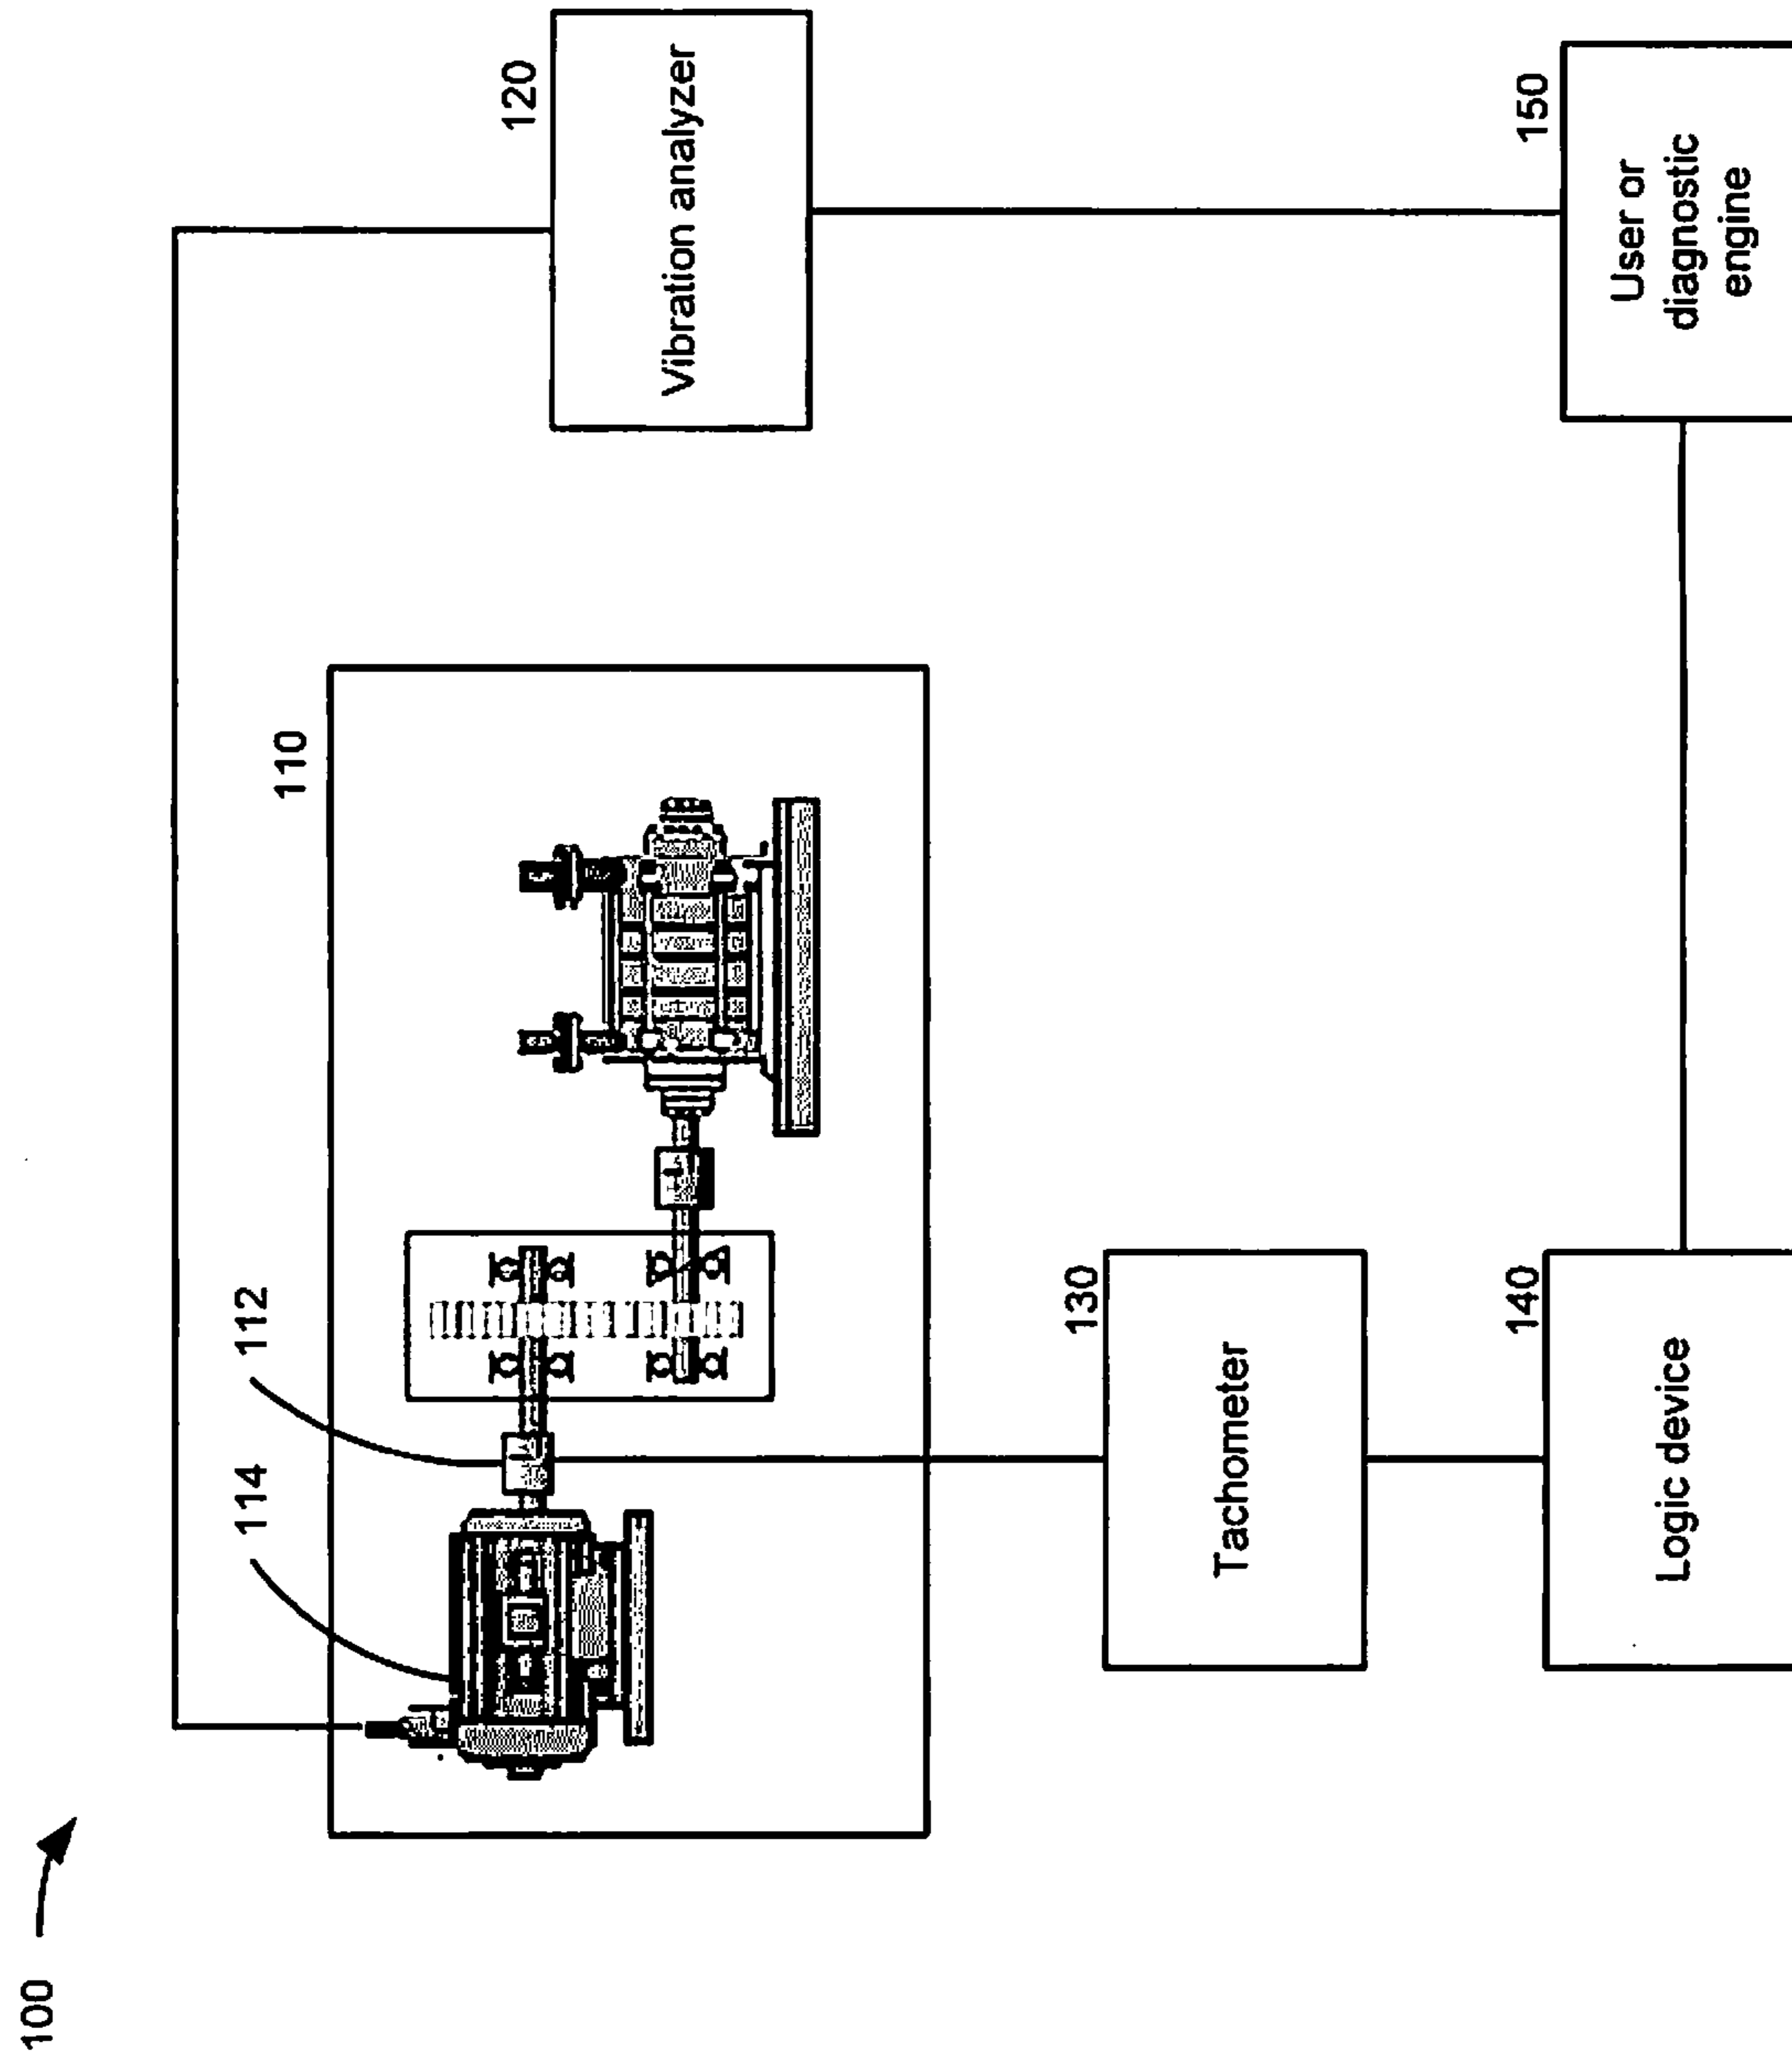 100
114
112
110
120
Vibration analyzer
130
Tachometer
140
Logic device
150
User or
diagnostic
engine